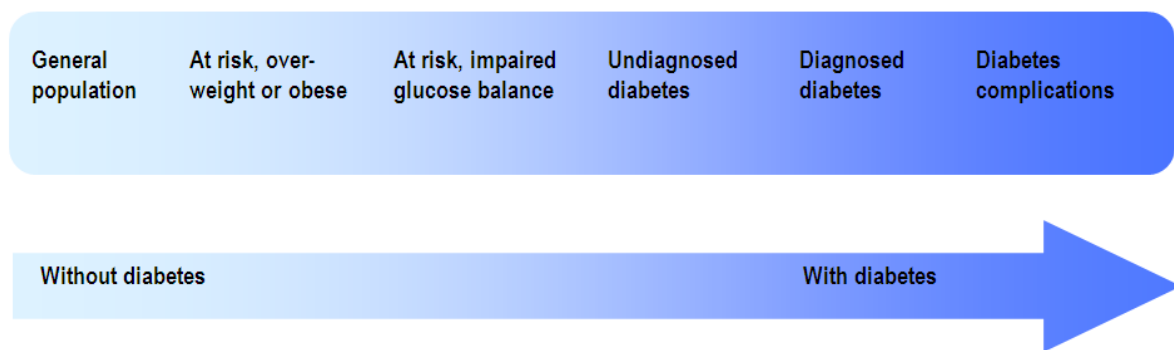 General
population
At risk, over-
weight or obese
At risk, impaired
glucose balance
Undiagnosed
diabetes
Diagnosed
diabetes
Diabetes
complications
Without diabetes
With diabetes